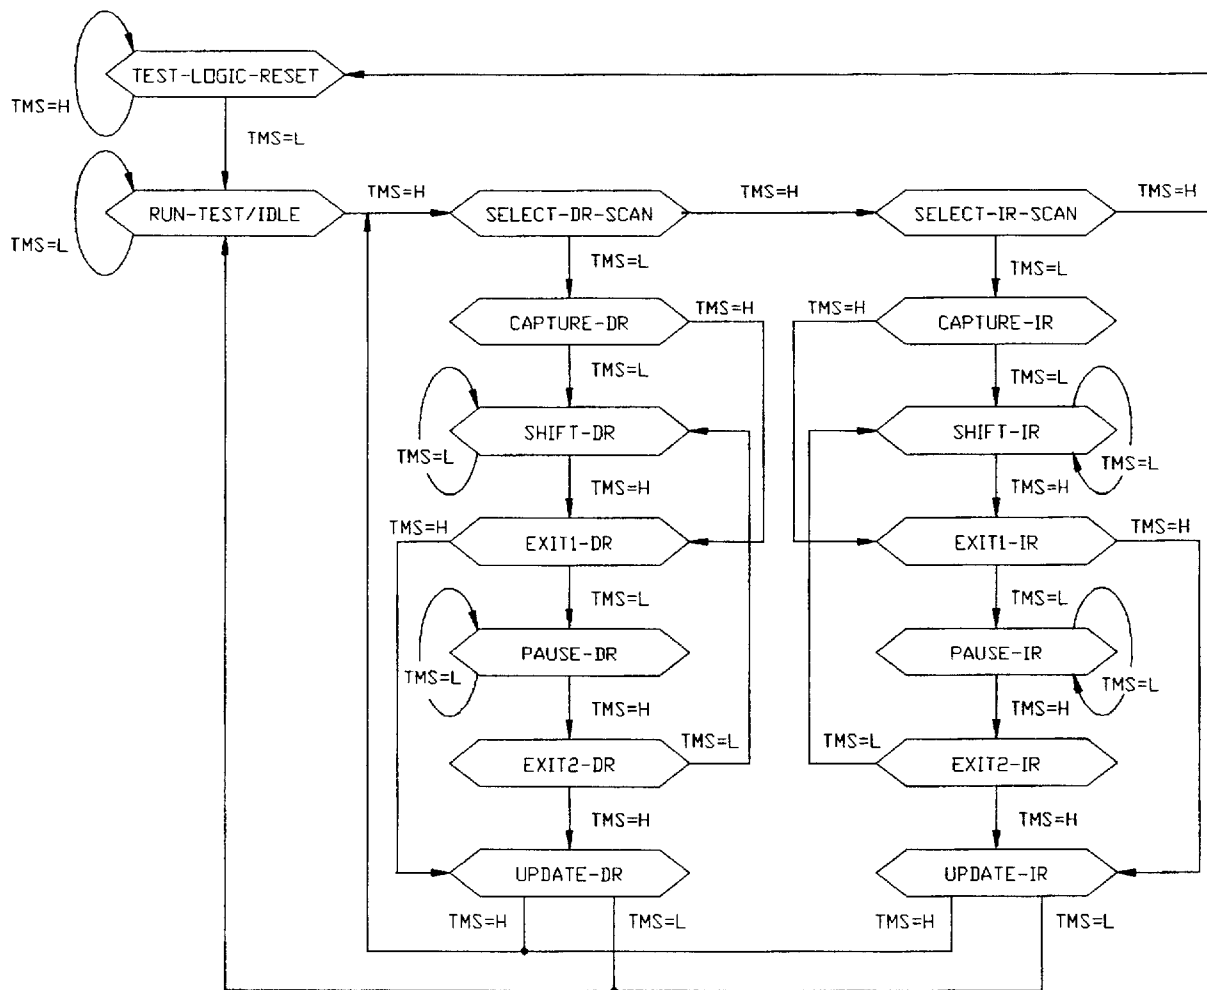 TEST-LOGIC-RESET
TMS=H
TMS=L
TMS=H
TMS=H
TMS=H
RUN-TEST/IDLE
SELECT-DR-SCAN
SELECT-IR-SCAN
TMS=L
TMS=L
TMS=L
TMS=H
TMS=H
CAPTURE-DR
CAPTURE-IR
TMS=L
TMS=L
SHIFT-DR
SHIFT-IR
TMS=L
TMS=L
TMS=H
TMS=H
TMS=H
TMS=H
EXIT1-DR
EXIT1-IR
TMS=L
TMS=L
PAUSE-DR
PAUSE-IR
TMS=L
TMS=L
TMS=H
TMS=H
TMS=L
TMS=L
EXIT2-DR
EXIT2-IR
TMS=H
TMS=H
UPDATE-DR
UPDATE-IR
TMS=H
TMS=L
TMS=H
TMS=L